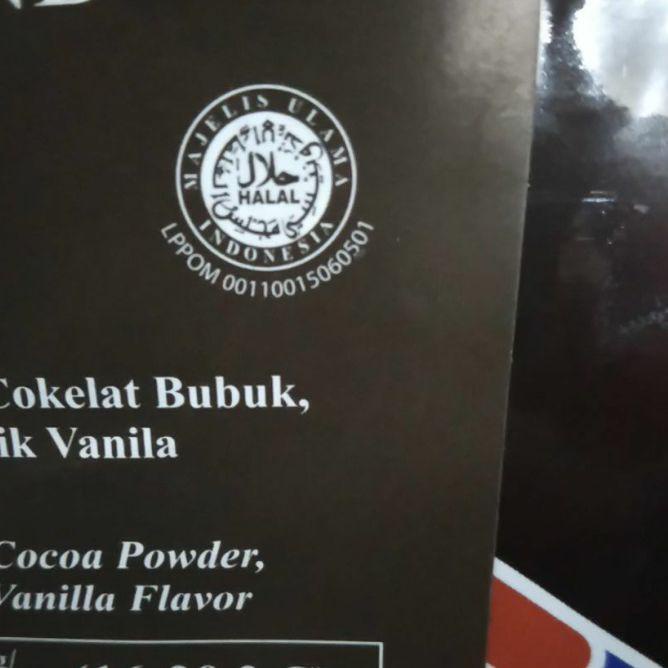 MAJELIS ULAMA
حلال
HALAL
INDONESIA
LPPOM 00110015060501
Cokelat Bubuk,
ik Vanila
Cocoa Powder,
Vanilla Flavor